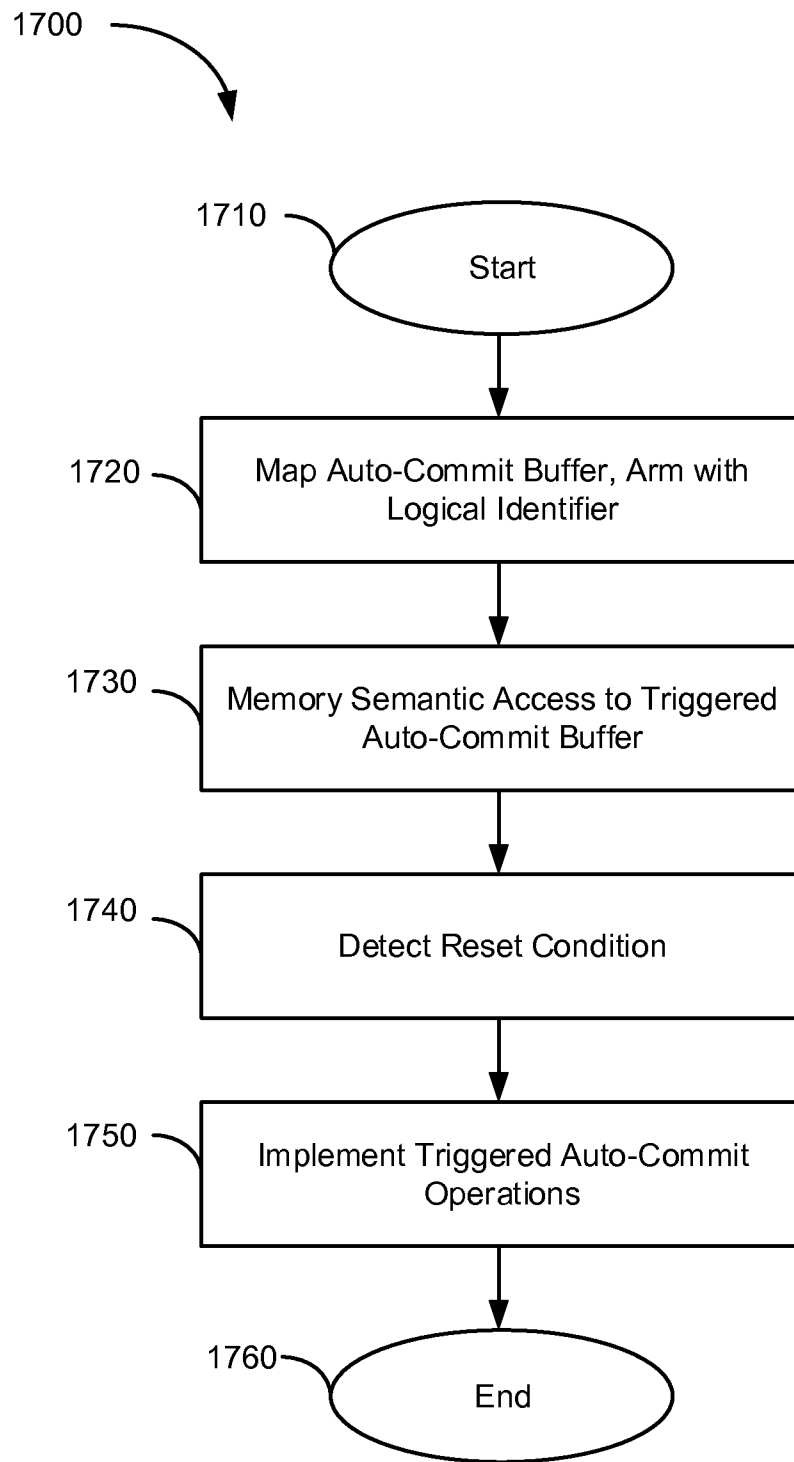 1700
1710
Start
1720
Map Auto-Commit Buffer, Arm with
Logical Identifier
1730
Memory Semantic Access to Triggered
Auto-Commit Buffer
1740
Detect Reset Condition
1750
Implement Triggered Auto-Commit
Operations
1760
End